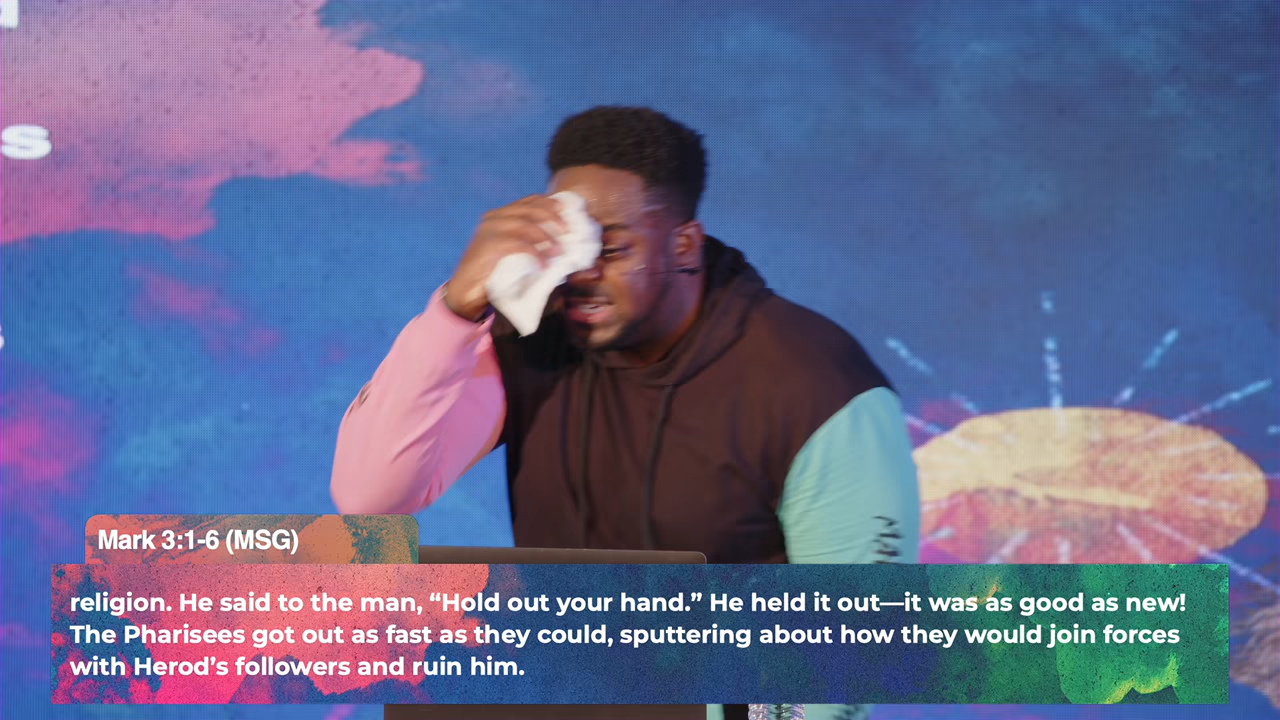 s
Mark 3:1-6 (MSG)
religion. He said to the man, “Hold out your hand.” He held it out—it was as good as new!
The Pharisees got out as fast as they could, sputtering about how they would join forces
with Herod’s followers and ruin him.